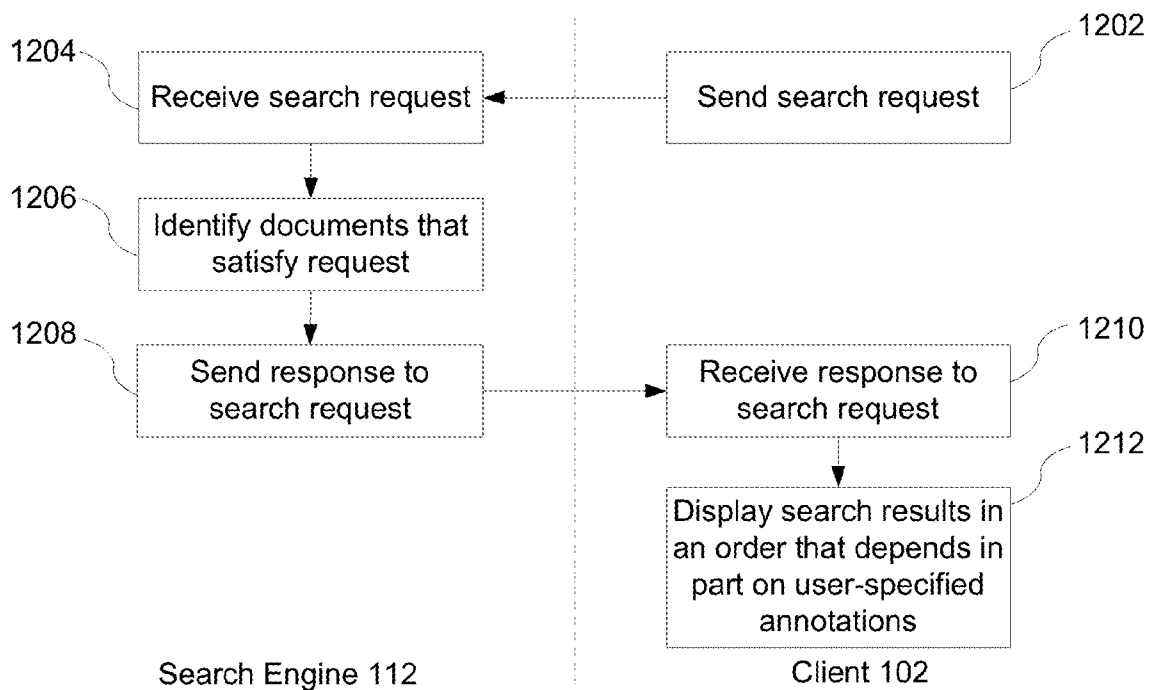 1202
1204
Receive search request
Send search request
1206
Identify documents that
satisfy request
1208
1210
Send response to
search request
Receive response to
search request
1212
Display search results in
an order that depends in
part on user-specified
annotations
Search Engine 112
Client 102